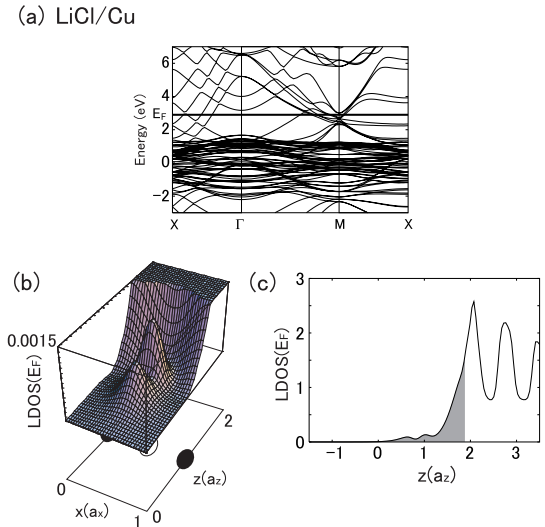 (a) LiCl/Cu
6
4
E_F
2
0
−2
Energy (eV)
X Γ M X
(b)
0.0015
LDOS(E_F)
0
x(a_x)
1
0
z(a_z)
2
(c)
3
2
1
0
LDOS(E_F)
−1 0 1 2 3
z(a_z)